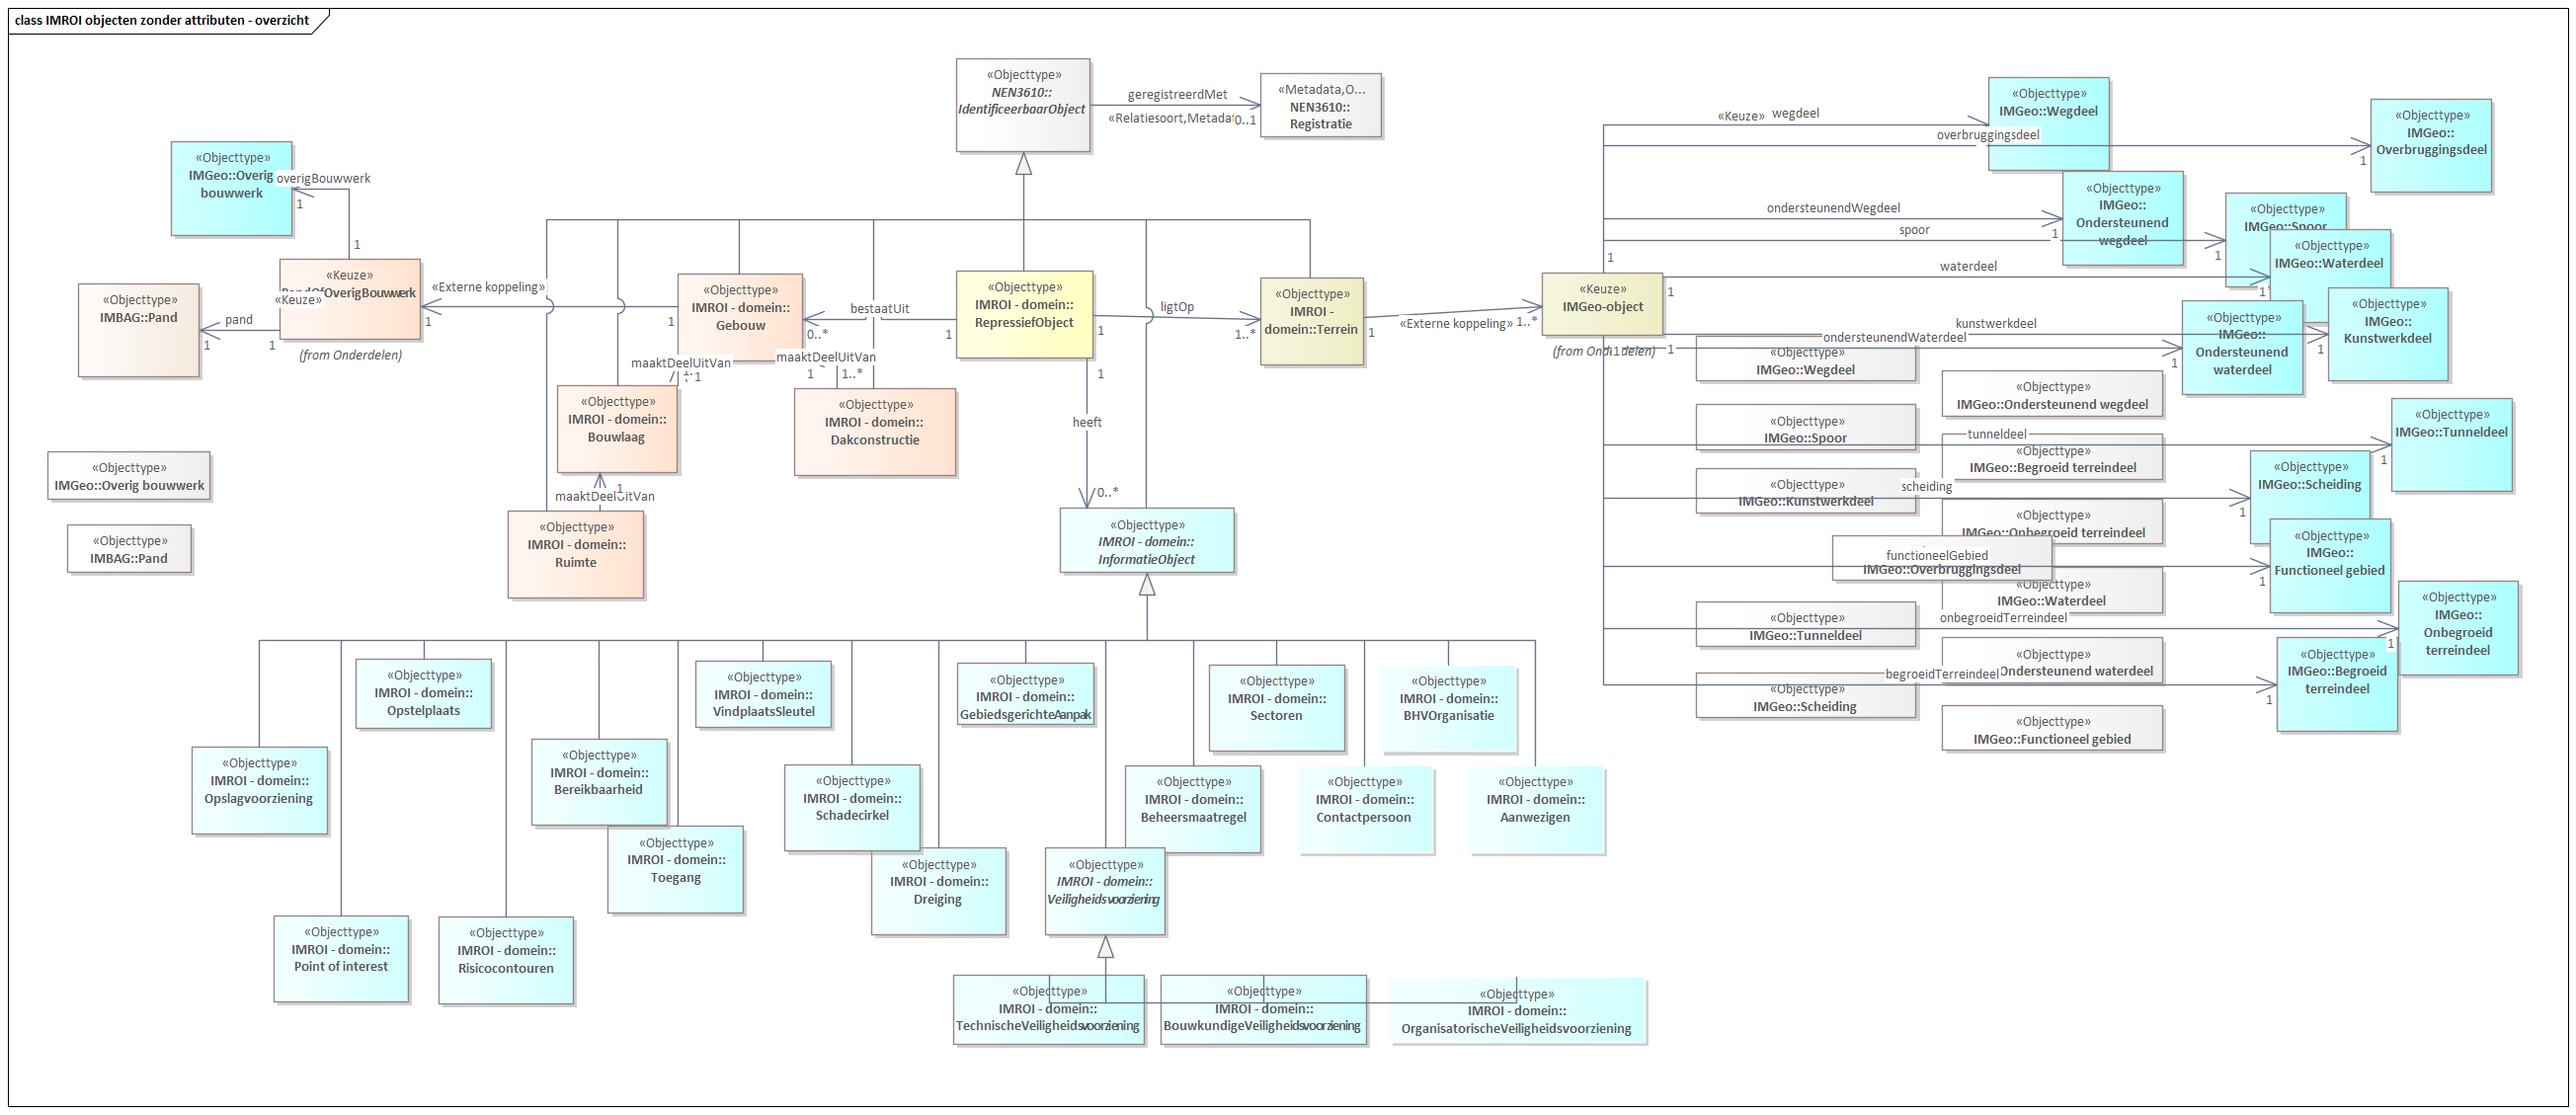 class IMROI objecten zonder attributen - overzicht
«Objecttype»
NEN3610::
IdentificeerbaarObject
geregistreerdMet
«Relatiesoort,Metada
0..1
«Metadata,O...
NEN3610::
Registratie
«Objecttype»
IMGeo::Overig
bouwwerk
overigBouwwerk
1
1
«Keuze»
OverigBouwwerk
«Keuze»
(from Onderdelen)
«Objecttype»
IMBAG::Pand
pand
1
1
«Externe koppeling»
1
1
«Objecttype»
IMROI - domein::
Gebouw
bestaatUit
0..*
1
«Objecttype»
IMROI - domein::
RepressiefObject
ligtOp
1
1..*
«Objecttype»
IMROI -
domein::Terrein
«Externe koppeling»
1
1..*
«Keuze»
IMGeo-object
maaktDeelUitVan
1
maaktDeelUitVan
1
1..*
«Objecttype»
IMROI - domein::
Bouwlaag
«Objecttype»
IMROI - domein::
Dakconstructie
heeft
1
0..*
maaktDeelUitVan
1
«Objecttype»
IMROI - domein::
Ruimte
«Objecttype»
IMGeo::Overig bouwwerk
«Objecttype»
IMBAG::Pand
«Objecttype»
IMROI - domein::
InformatieObject
«Keuze»
wegdeel
«Objecttype»
IMGeo::Wegdeel
overbruggingsdeel
1
«Objecttype»
IMGeo::
Overbruggingsdeel
ondersteunendWegdeel
1
«Objecttype»
IMGeo::
Ondersteunend
wegdeel
spoor
1
«Objecttype»
IMGeo::Spoor
1
waterdeel
1
1
«Objecttype»
IMGeo::Waterdeel
kunstwerkdeel
1
«Objecttype»
IMGeo::
Kunstwerkdeel
ondersteunendWaterdeel
1
1
«Objecttype»
IMGeo::
Ondersteunend
waterdeel
1
«Objecttype»
IMGeo::Wegdeel
«Objecttype»
IMGeo::Ondersteunend wegdeel
«Objecttype»
IMGeo::Spoor
tunneldeel
1
«Objecttype»
IMGeo::Tunneldeel
«Objecttype»
IMGeo::Begroeid terreindeel
«Objecttype»
IMGeo::Kunstwerkdeel
scheiding
1
«Objecttype»
IMGeo::Scheiding
«Objecttype»
IMGeo::Onbegroeid terreindeel
functioneelGebied
IMGeo::Overbruggingsdeel
1
«Objecttype»
IMGeo::
Functioneel gebied
«Objecttype»
IMGeo::Waterdeel
«Objecttype»
IMGeo::Tunneldeel
onbegroeidTerreindeel
1
«Objecttype»
IMGeo::
Onbegroeid
terreindeel
«Objecttype»
Ondersteunend waterdeel
begroeidTerreindeel
1
«Objecttype»
IMGeo::Begroeid
terreindeel
«Objecttype»
IMGeo::Scheiding
«Objecttype»
IMGeo::Functioneel gebied
«Objecttype»
IMROI - domein::
Opstelplaats
«Objecttype»
IMROI - domein::
VindplaatsSleutel
«Objecttype»
IMROI - domein::
GebiedsgerichteAanpak
«Objecttype»
IMROI - domein::
Sectoren
«Objecttype»
IMROI - domein::
BHVOrganisatie
«Objecttype»
IMROI - domein::
Opslagvoorziening
«Objecttype»
IMROI - domein::
Bereikbaarheid
«Objecttype»
IMROI - domein::
Schadecirkel
«Objecttype»
IMROI - domein::
Beheersmaatregel
«Objecttype»
IMROI - domein::
Contactpersoon
«Objecttype»
IMROI - domein::
Aanwezigen
«Objecttype»
IMROI - domein::
Toegang
«Objecttype»
IMROI - domein::
Dreiging
«Objecttype»
IMROI - domein::
Veiligheidsvoorziening
«Objecttype»
IMROI - domein::
Point of interest
«Objecttype»
IMROI - domein::
Risicocontouren
«Objecttype»
IMROI - domein::
TechnischeVeiligheidsvoorziening
«Objecttype»
IMROI - domein::
BouwkundigeVeiligheidsvoorziening
«Objecttype»
IMROI - domein::
OrganisatorischeVeiligheidsvoorziening